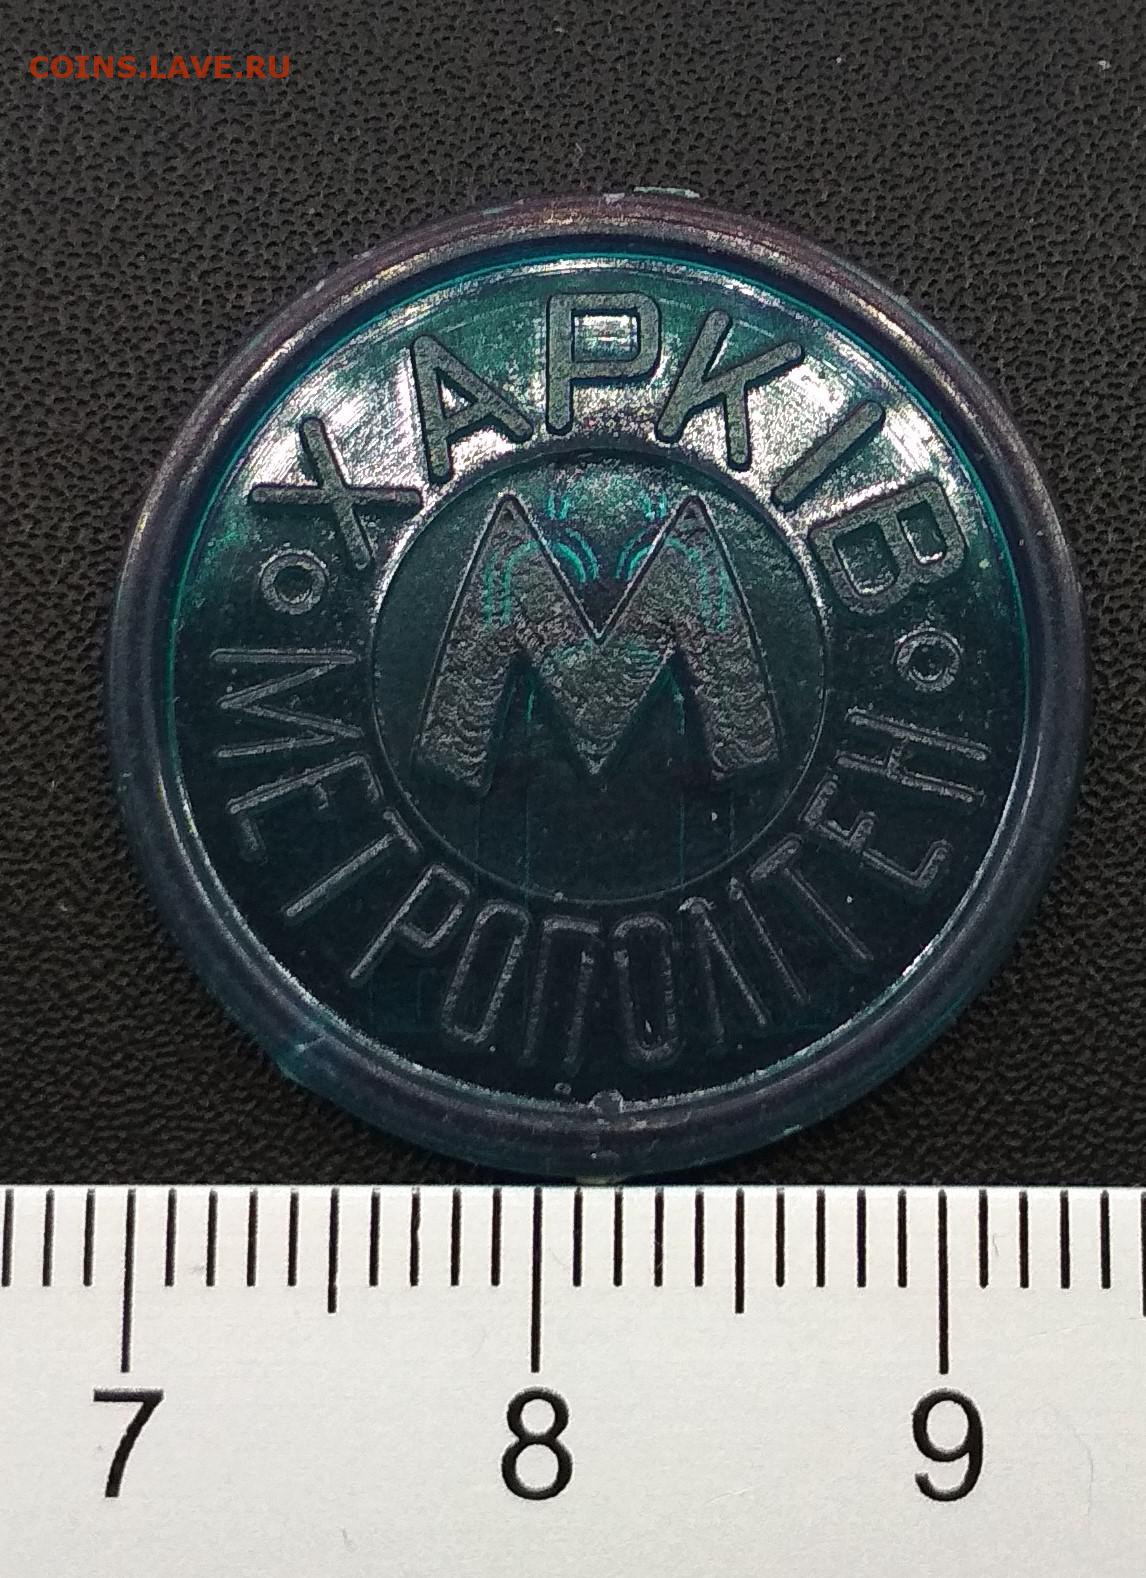 COINS.LAVE.RU
ХАРКІВ
М
МЕТРОПОЛІТЕН
7 8 9